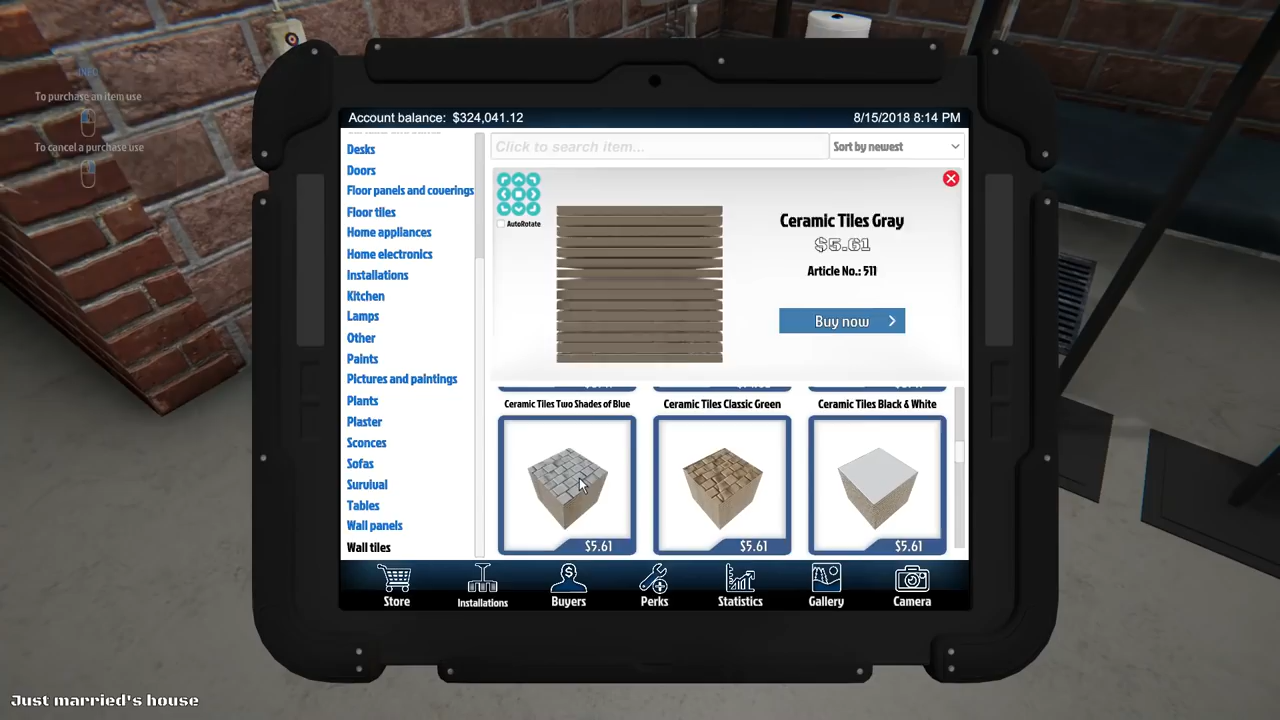 INFO
To purchase an item use
To cancel a purchase use
Account balance: $324,041.12
8/15/2018 8:14 PM
Desks
Doors
Floor panels and coverings
Floor tiles
Home appliances
Home electronics
Installations
Kitchen
Lamps
Other
Paints
Pictures and paintings
Plants
Plaster
Sconces
Sofas
Survival
Tables
Wall panels
Wall tiles
Click to search item...
Sort by newest
AutoRotate
Ceramic Tiles Gray
$5.61
Article No.: 511
Buy now
Ceramic Tiles Two Shades of Blue
Ceramic Tiles Classic Green
Ceramic Tiles Black & White
$5.61
$5.61
$5.61
Store
Installations
Buyers
Perks
Statistics
Gallery
Camera
Just married's house